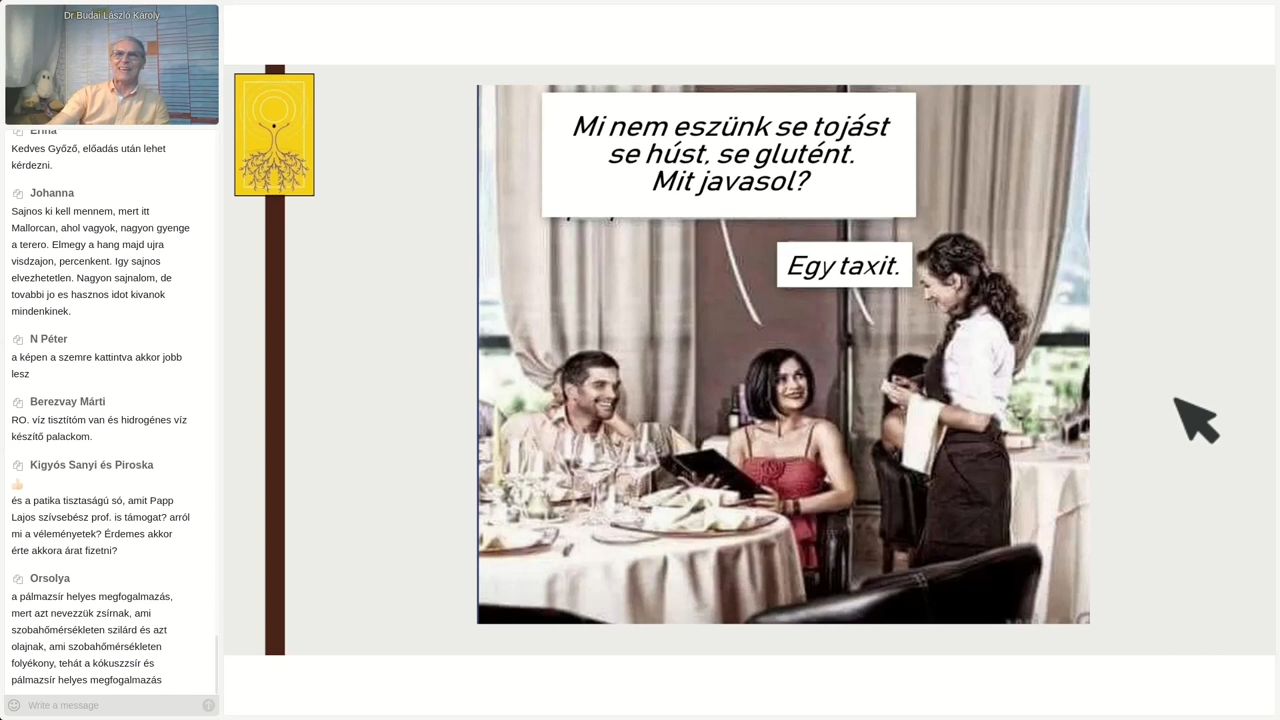 Dr Budai László Károly
Erina
Kedves Győző, előadás után lehet
kérdezni.
Johanna
Sajnos ki kell mennem, mert itt
Mallorcan, ahol vagyok, nagyon gyenge
a terero. Elmegy a hang majd ujra
visdzajon, percenkent. Igy sajnos
elvezhetetlen. Nagyon sajnalom, de
tovabbi jo es hasznos idot kivanok
mindenkinek.
N Péter
a képen a szemre kattintva akkor jobb
lesz
Berezvay Márti
RO. víz tisztítóm van és hidrogénes víz
készítő palackom.
Kigyós Sanyi és Piroska
és a patika tisztaságú só, amit Papp
Lajos szívsebész prof. is támogat? arról
mi a véleményetek? Érdemes akkor
érte akkora árat fizetni?
Orsolya
a pálmazsír helyes megfogalmazás,
mert azt nevezzük zsírnak, ami
szobahőmérsékleten szilárd és azt
olajnak, ami szobahőmérsékleten
folyékony, tehát a kókuszzsír és
pálmazsír helyes megfogalmazás
Write a message
Mi nem eszünk se tojást
se húst, se glutént.
Mit javasol?
Egy taxit.